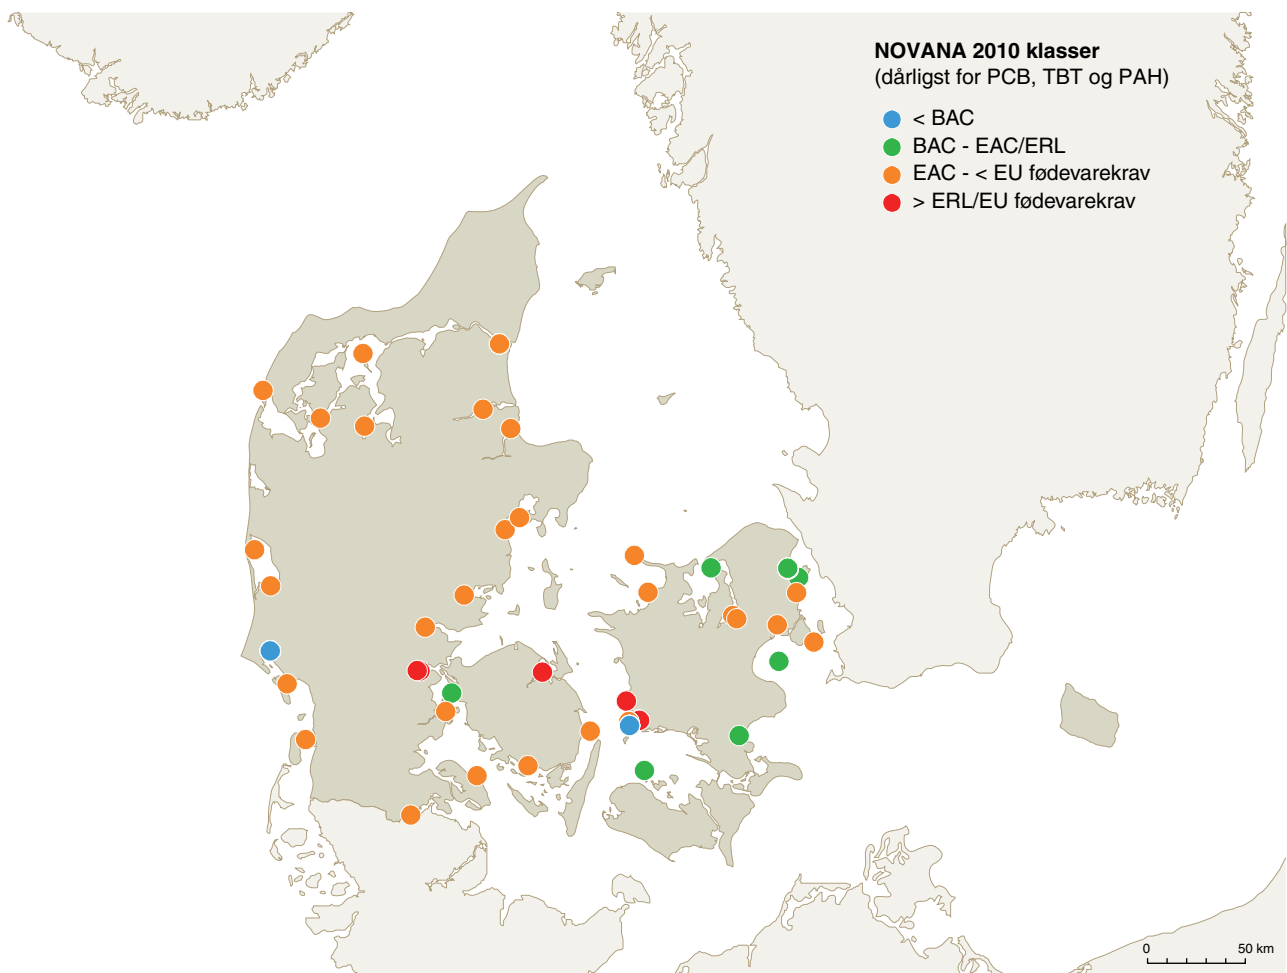 NOVANA 2010 klasser
(dårligst for PCB, TBT og PAH)
< BAC
BAC - EAC/ERL
EAC - < EU fødevarekrav
> ERL/EU fødevarekrav
0 50 km